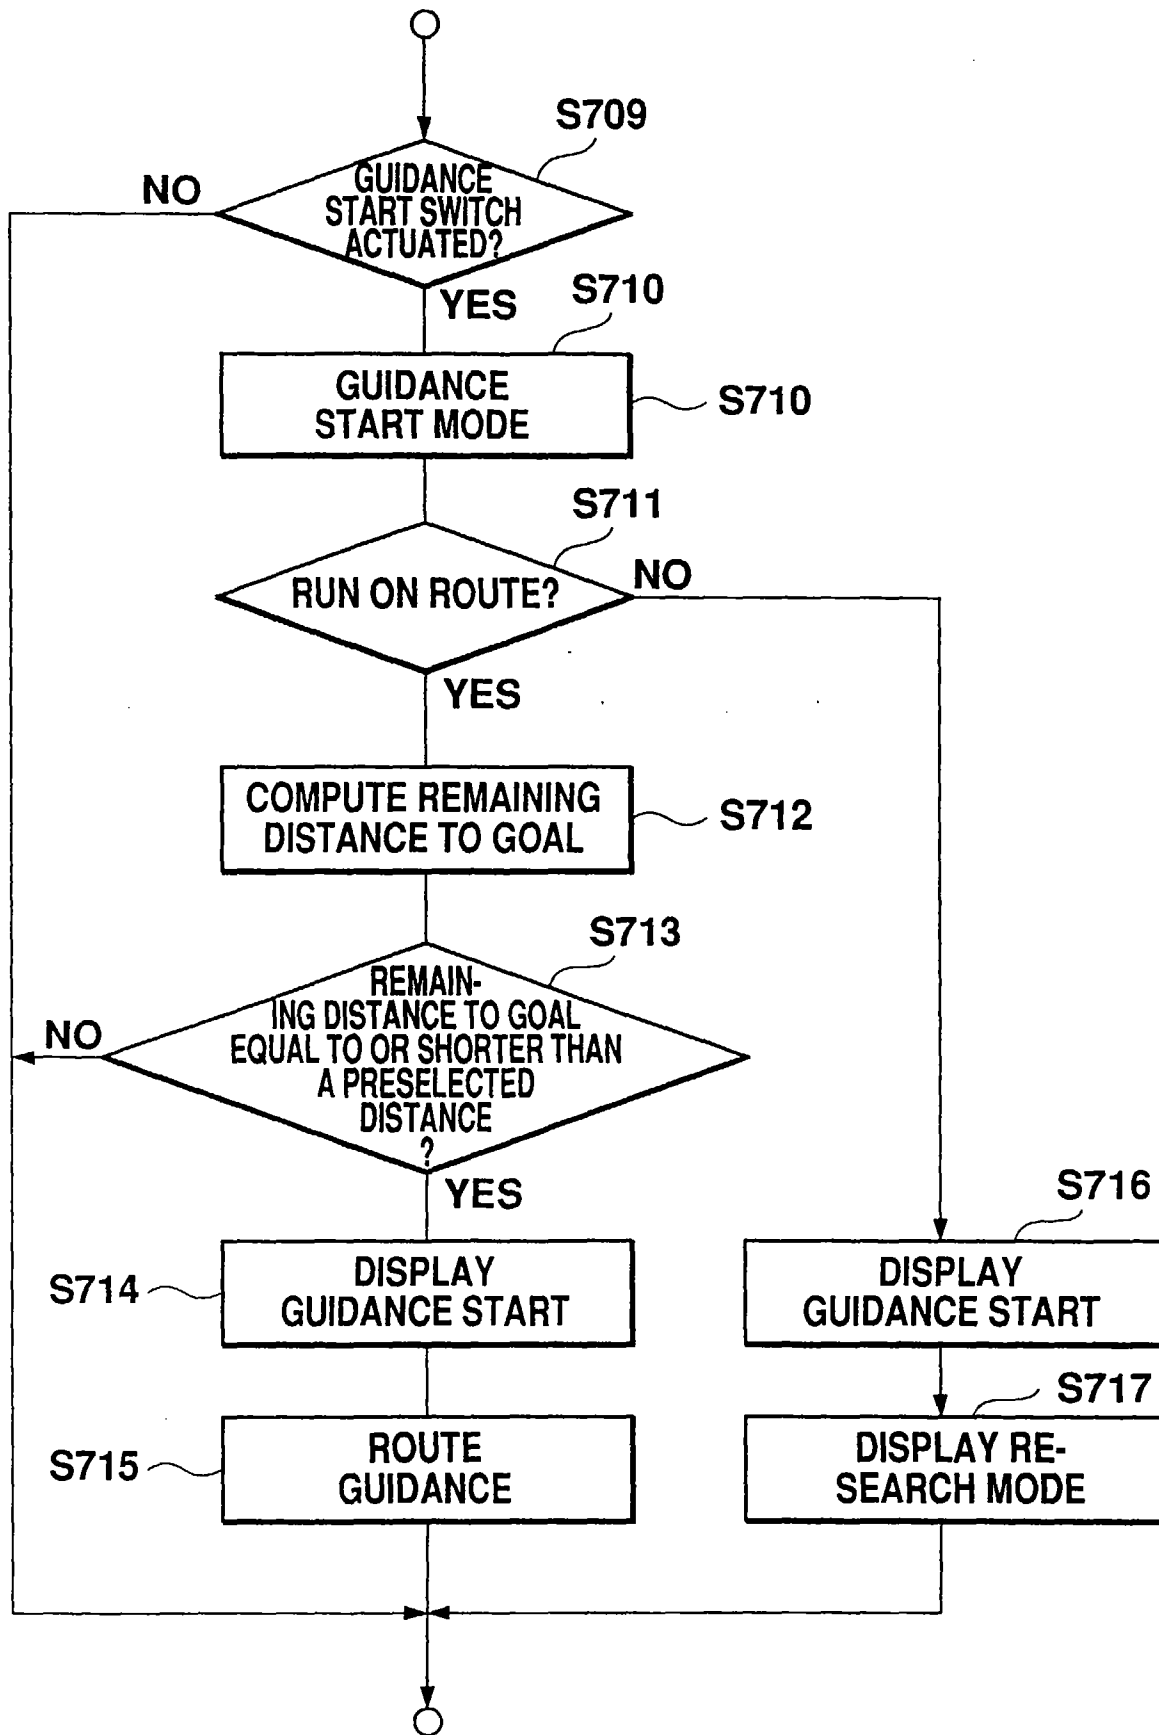 S709
NO
GUIDANCE
START SWITCH
ACTUATED?
YES
S710
GUIDANCE
START MODE
S710
S711
RUN ON ROUTE?
NO
YES
COMPUTE REMAINING
DISTANCE TO GOAL
S712
S713
REMAIN-
ING DISTANCE TO GOAL
EQUAL TO OR SHORTER THAN
A PRESELECTED
DISTANCE
?
NO
YES
S714
DISPLAY
GUIDANCE START
S716
DISPLAY
GUIDANCE START
S715
ROUTE
GUIDANCE
S717
DISPLAY RE-
SEARCH MODE